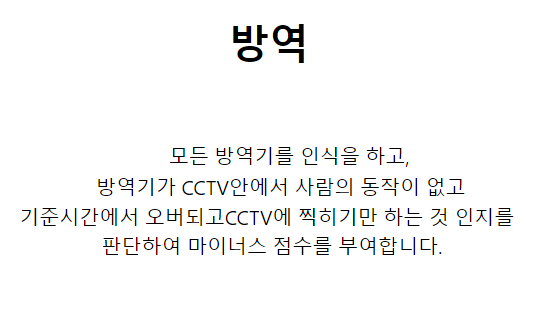 방역
모든 방역기를 인식을 하고,
방역기가 CCTV안에서 사람의 동작이 없고
기준시간에서 오버되고CCTV에 찍히기만 하는 것 인지를
판단하여 마이너스 점수를 부여합니다.